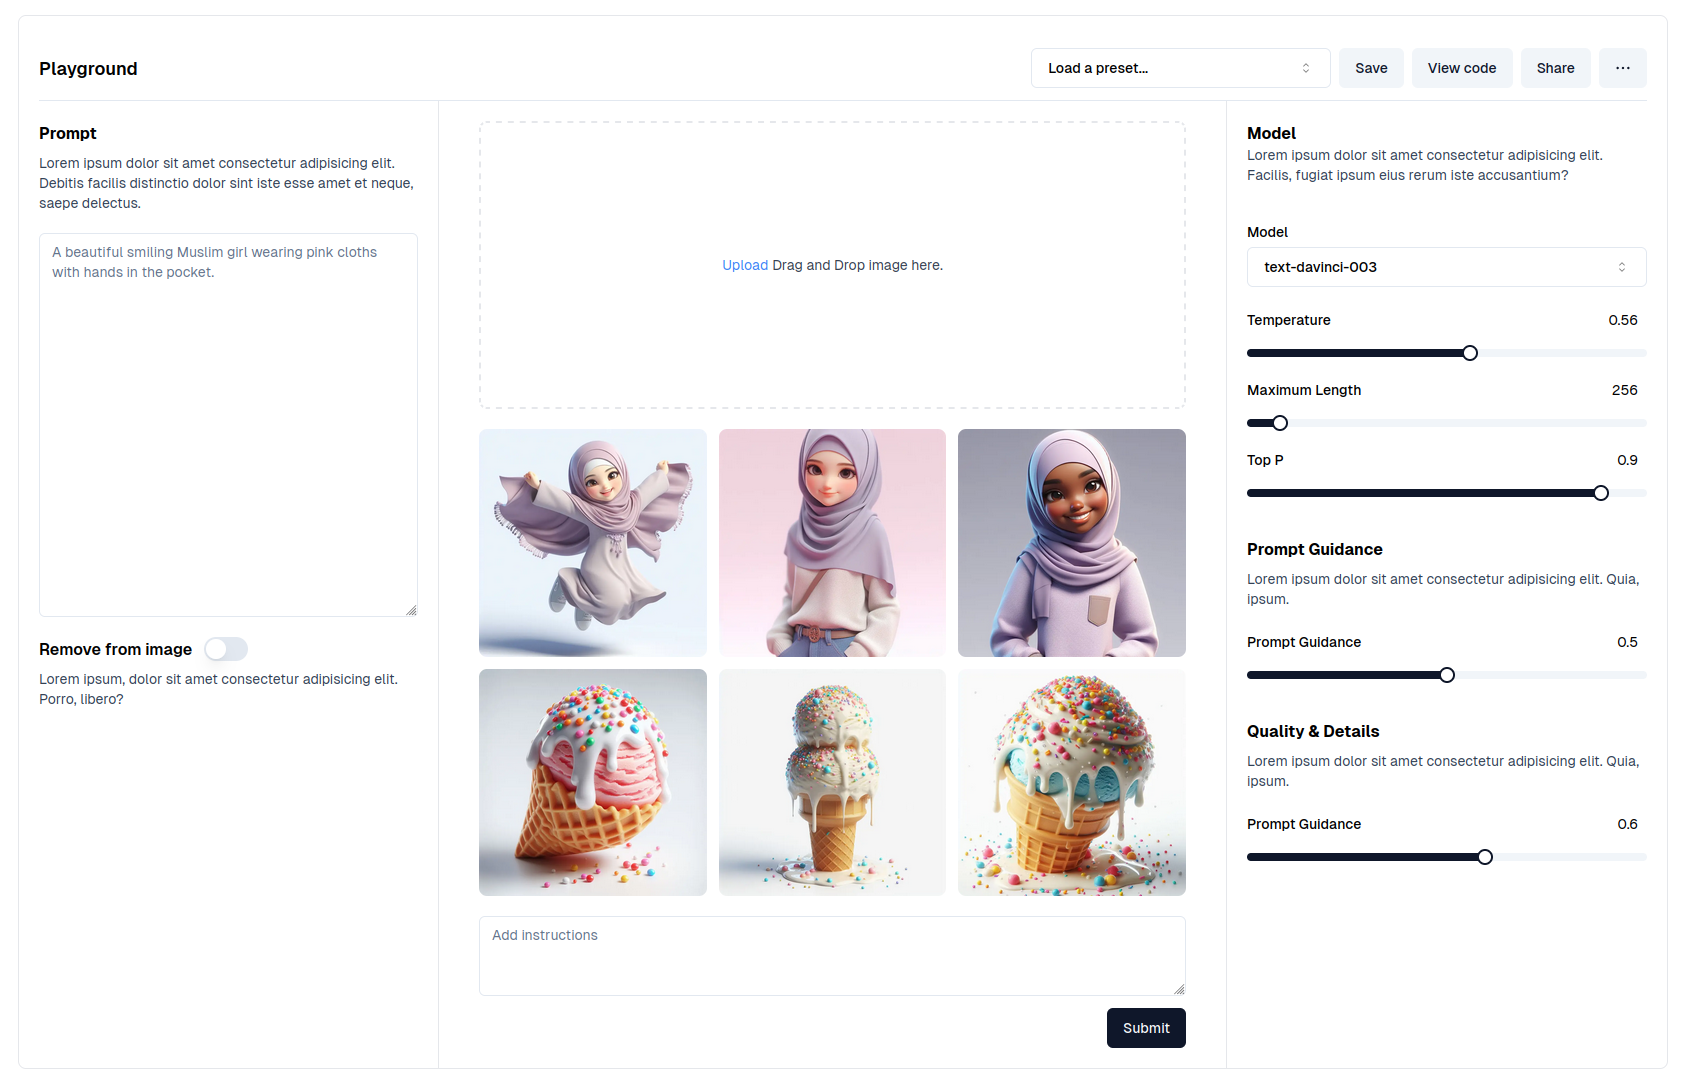 Playground
Load a preset...
Save
View code
Share
Prompt
Lorem ipsum dolor sit amet consectetur adipisicing elit.
Debitis facilis distinctio dolor sint iste esse amet et neque,
saepe delectus.
A beautiful smiling Muslim girl wearing pink cloths
with hands in the pocket.
Remove from image
Lorem ipsum, dolor sit amet consectetur adipisicing elit.
Porro, libero?
Upload Drag and Drop image here.
Add instructions
Submit
Model
Lorem ipsum dolor sit amet consectetur adipisicing elit.
Facilis, fugiat ipsum eius rerum iste accusantium?
Model
text-davinci-003
Temperature 0.56
Maximum Length 256
Top P 0.9
Prompt Guidance
Lorem ipsum dolor sit amet consectetur adipisicing elit. Quia,
ipsum.
Prompt Guidance 0.5
Quality & Details
Lorem ipsum dolor sit amet consectetur adipisicing elit. Quia,
ipsum.
Prompt Guidance 0.6